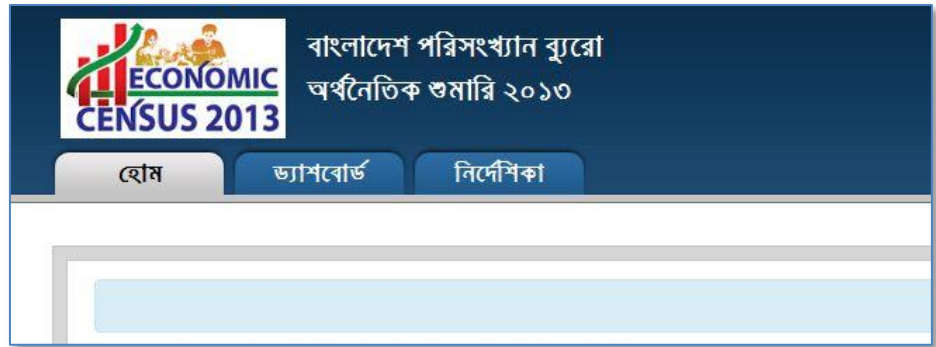 ECONOMIC
CENSUS 2013
বাংলাদেশ পরিসংখ্যান ব্যুরো
অর্থনৈতিক শুমারি ২০১৩
হোম
ড্যাশবোর্ড
নির্দেশিকা